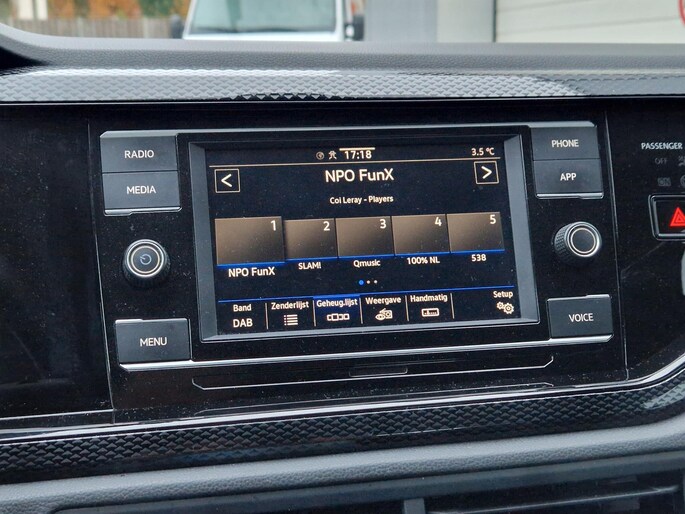 RADIO
MEDIA
MENU
17:18
3.5 °C
NPO FunX
Coi Leray - Players
1 2 3 4 5
NPO FunX SLAM! Qmusic 100% NL 538
Band Zenderlijst Geheug.lijst Weergave Handmatig Setup
DAB
PHONE
APP
VOICE
PASSENGER
OFF